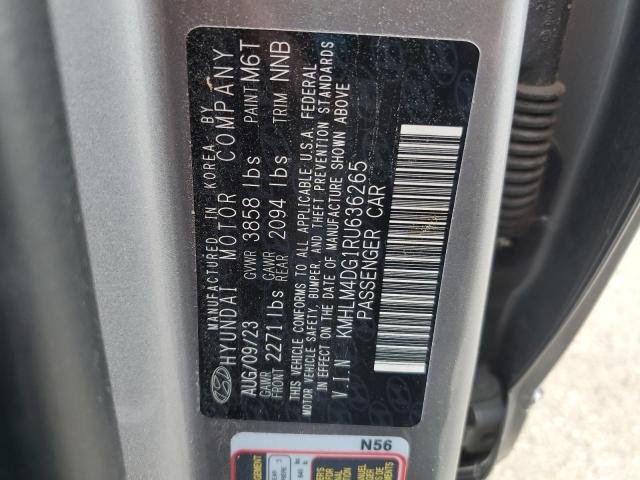 MANUFACTURED IN KOREA BY
HYUNDAI MOTOR COMPANY
AUG/09/23 GVWR 3858 lbs PAINT M6T
GAWR FRONT 2271 lbs GAWR REAR 2094 lbs TRIM NNB
THIS VEHICLE CONFORMS TO ALL APPLICABLE U.S.A. FEDERAL
MOTOR VEHICLE SAFETY, BUMPER, AND THEFT PREVENTION STANDARDS
IN EFFECT ON THE DATE OF MANUFACTURE SHOWN ABOVE
V.I.N KMHLM4DG1RU636265
PASSENGER CAR
N56